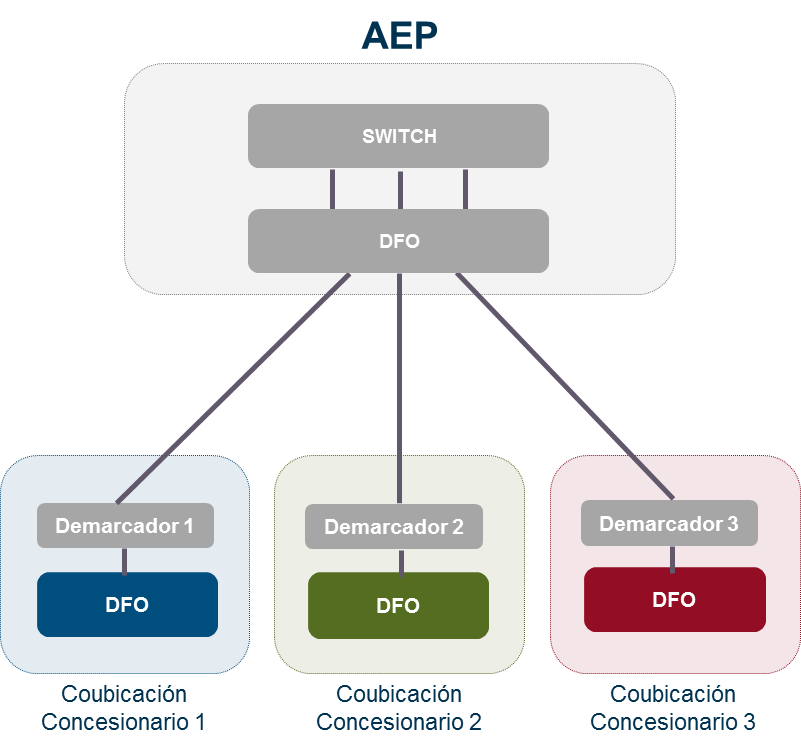 AEP
SWITCH
DFO
Demarcador 1
Demarcador 2
Demarcador 3
DFO
DFO
DFO
Coubicación
Concesionario 1
Coubicación
Concesionario 2
Coubicación
Concesionario 3